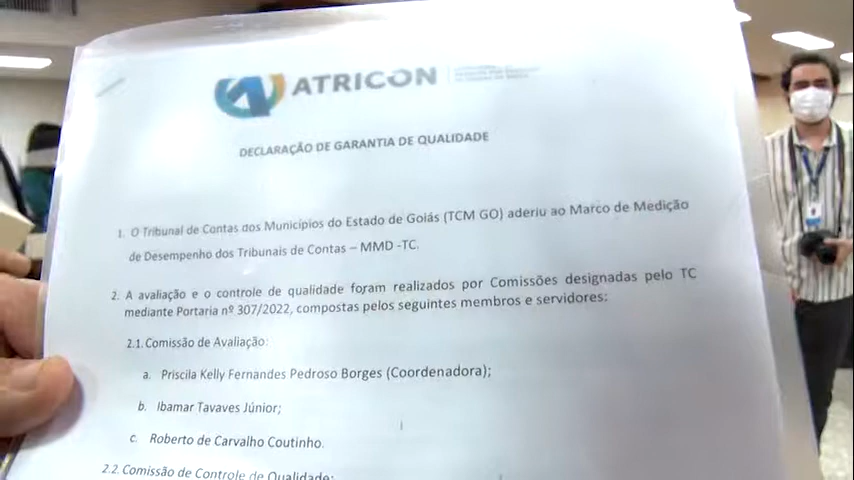 ATRICON
DECLARAÇÃO DE GARANTIA DE QUALIDADE
1. O Tribunal de Contas dos Municípios do Estado de Goiás (TCM GO) aderiu ao Marco de Medição
de Desempenho dos Tribunais de Contas – MMD -TC.
2. A avaliação e o controle de qualidade foram realizados por Comissões designadas pelo TC
mediante Portaria nº 307/2022, compostas pelos seguintes membros e servidores:
2.1. Comissão de Avaliação:
a. Priscila Kelly Fernandes Pedroso Borges (Coordenadora);
b. Ibamar Tavaves Júnior;
c. Roberto de Carvalho Coutinho.
2.2. Comissão de Controle de Qualidade: